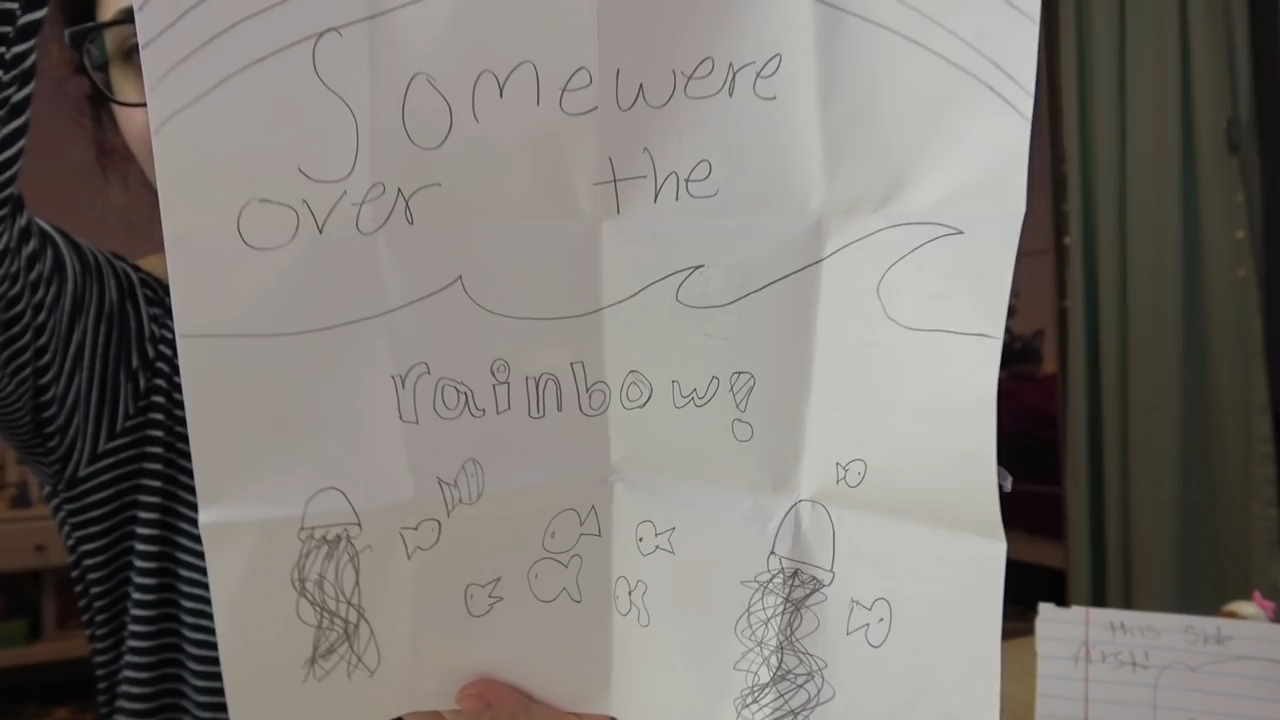 Somewere
over the
rainbow!
this side
first!